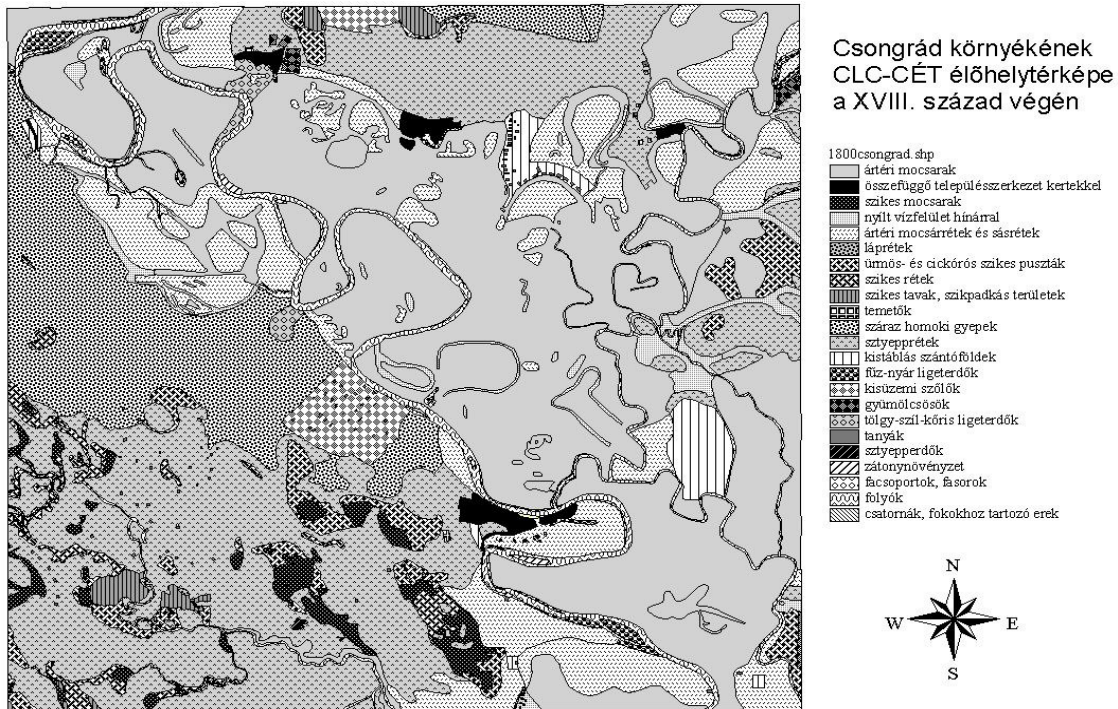 Csongrád környékének
CLC-CÉT élőhelytérképe
a XVIII. század végén
1800csongrad.shp
ártéri mocsarak
összefüggő településszerkezet kertekkel
szikes mocsarak
nyílt vízfelület hínárral
ártéri mocsárrétek és sásrétek
láprétek
ürmös- és cickórós szikes puszták
szikes rétek
szikes tavak, szikpadkás területek
temetők
száraz homoki gyepek
sztyepprétek
kistáblás szántóföldek
fűz-nyár ligeterdők
kisüzemi szőlők
gyümölcsösök
tölgy-szil-kőris ligeterdők
tanyák
sztyepperdők
zátonynövényzet
facsoportok, fasorok
folyók
csatornák, fokokhoz tartozó erek
N
W E
S